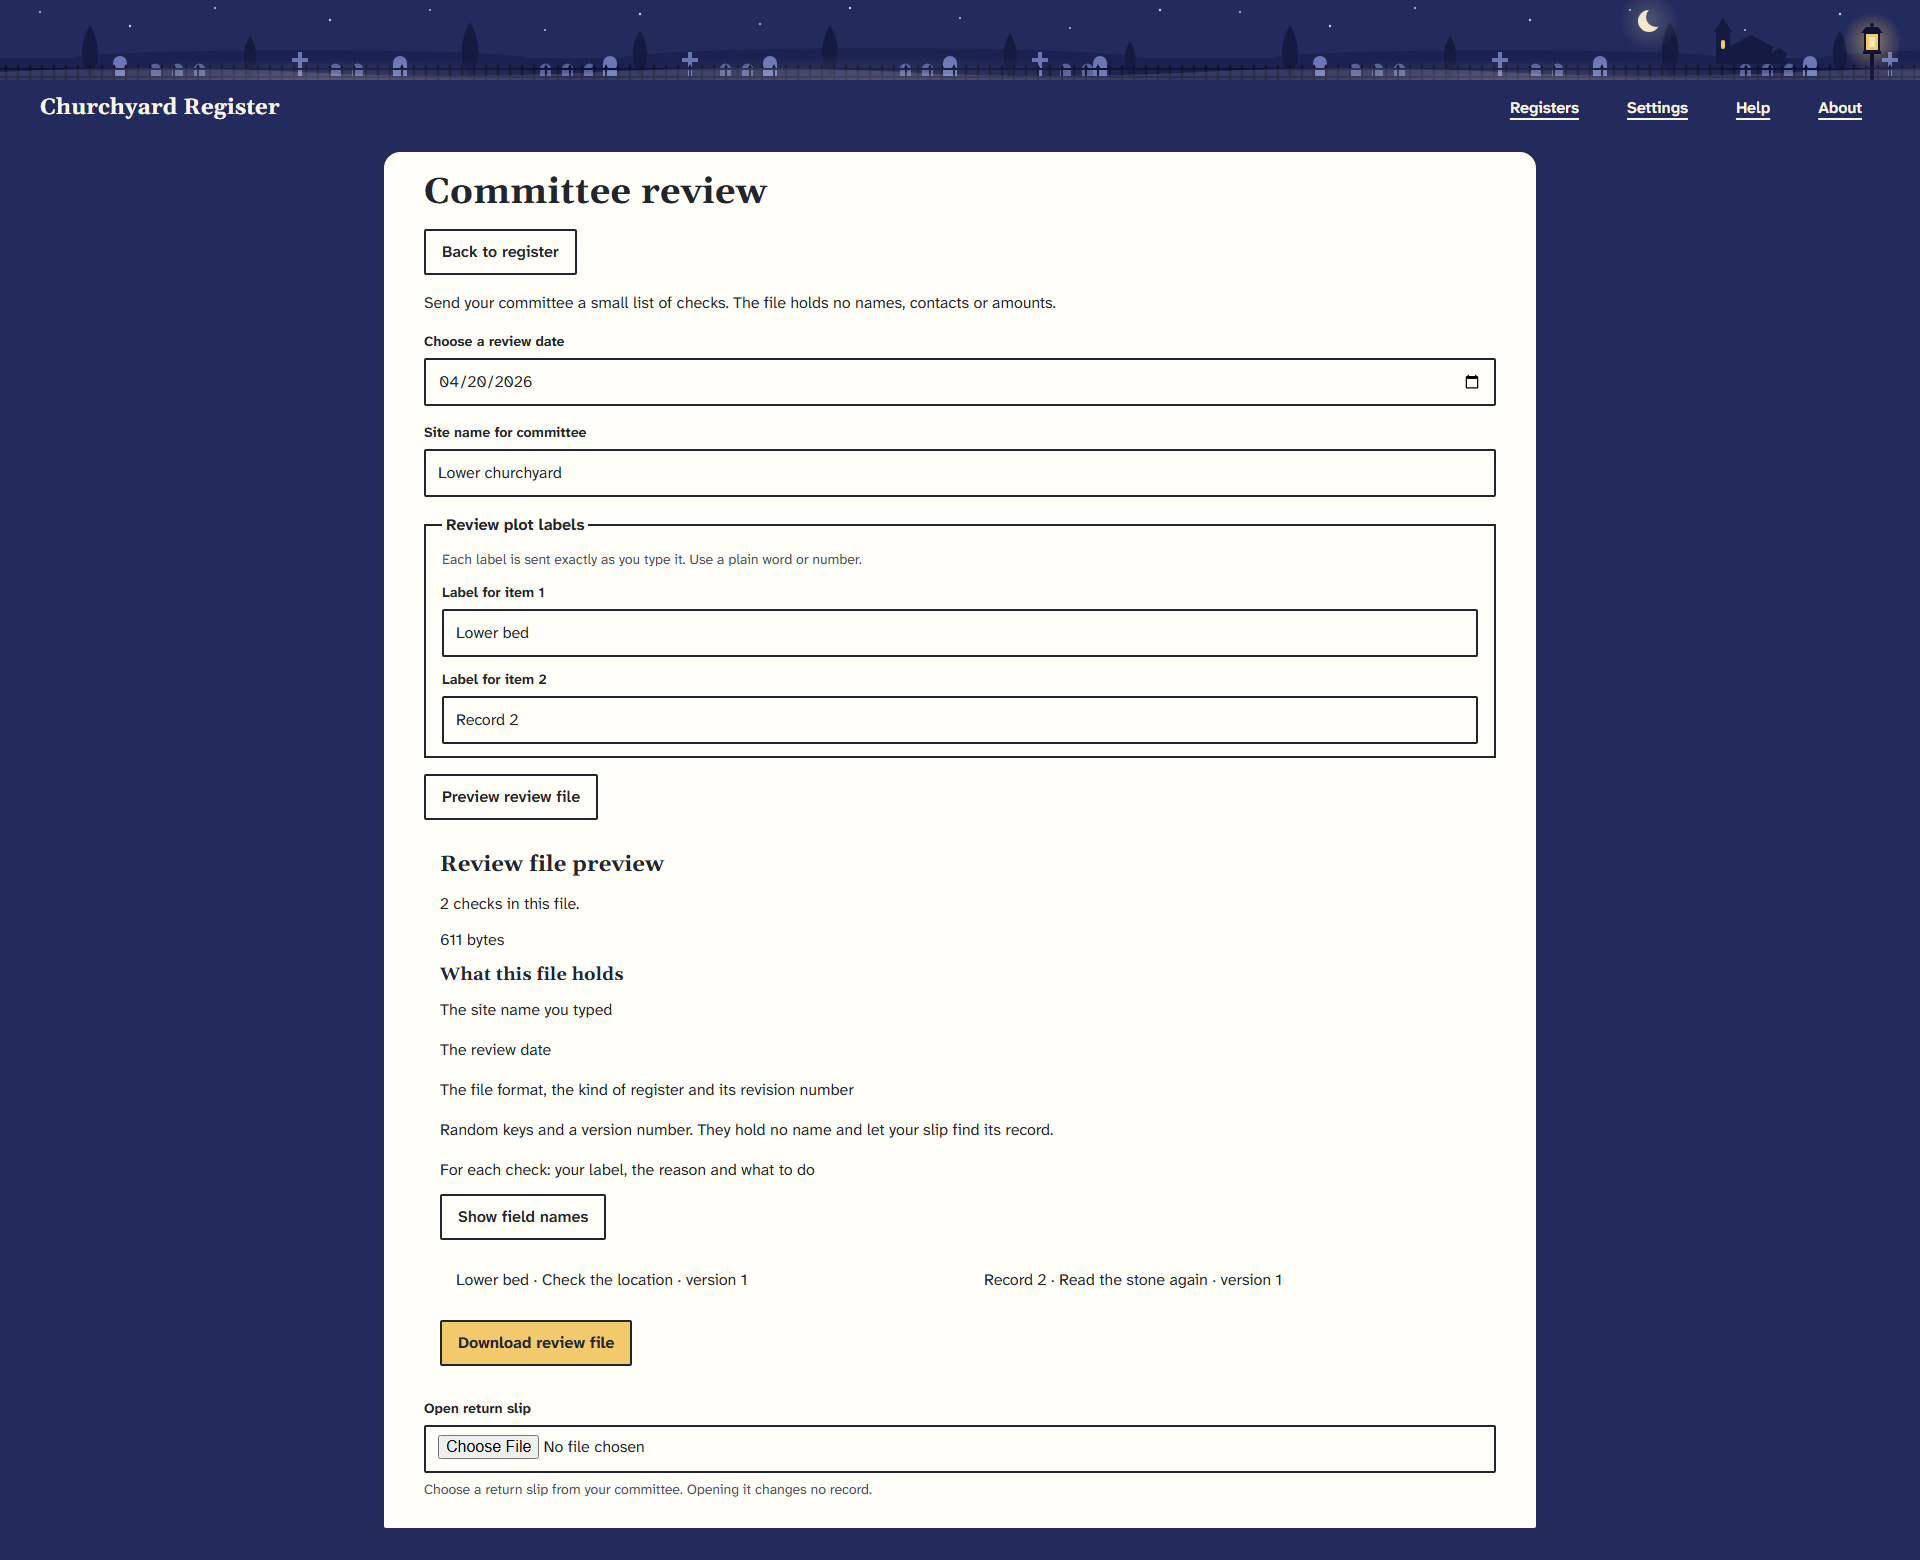 Churchyard Register
Registers
Settings
Help
About
Committee review
Back to register
Send your committee a small list of checks. The file holds no names, contacts or amounts.
Choose a review date
04/20/2026
Site name for committee
Lower churchyard
Review plot labels
Each label is sent exactly as you type it. Use a plain word or number.
Label for item 1
Lower bed
Label for item 2
Record 2
Preview review file
Review file preview
2 checks in this file.
611 bytes
What this file holds
The site name you typed
The review date
The file format, the kind of register and its revision number
Random keys and a version number. They hold no name and let your slip find its record.
For each check: your label, the reason and what to do
Show field names
Lower bed · Check the location · version 1
Record 2 · Read the stone again · version 1
Download review file
Open return slip
Choose File No file chosen
Choose a return slip from your committee. Opening it changes no record.